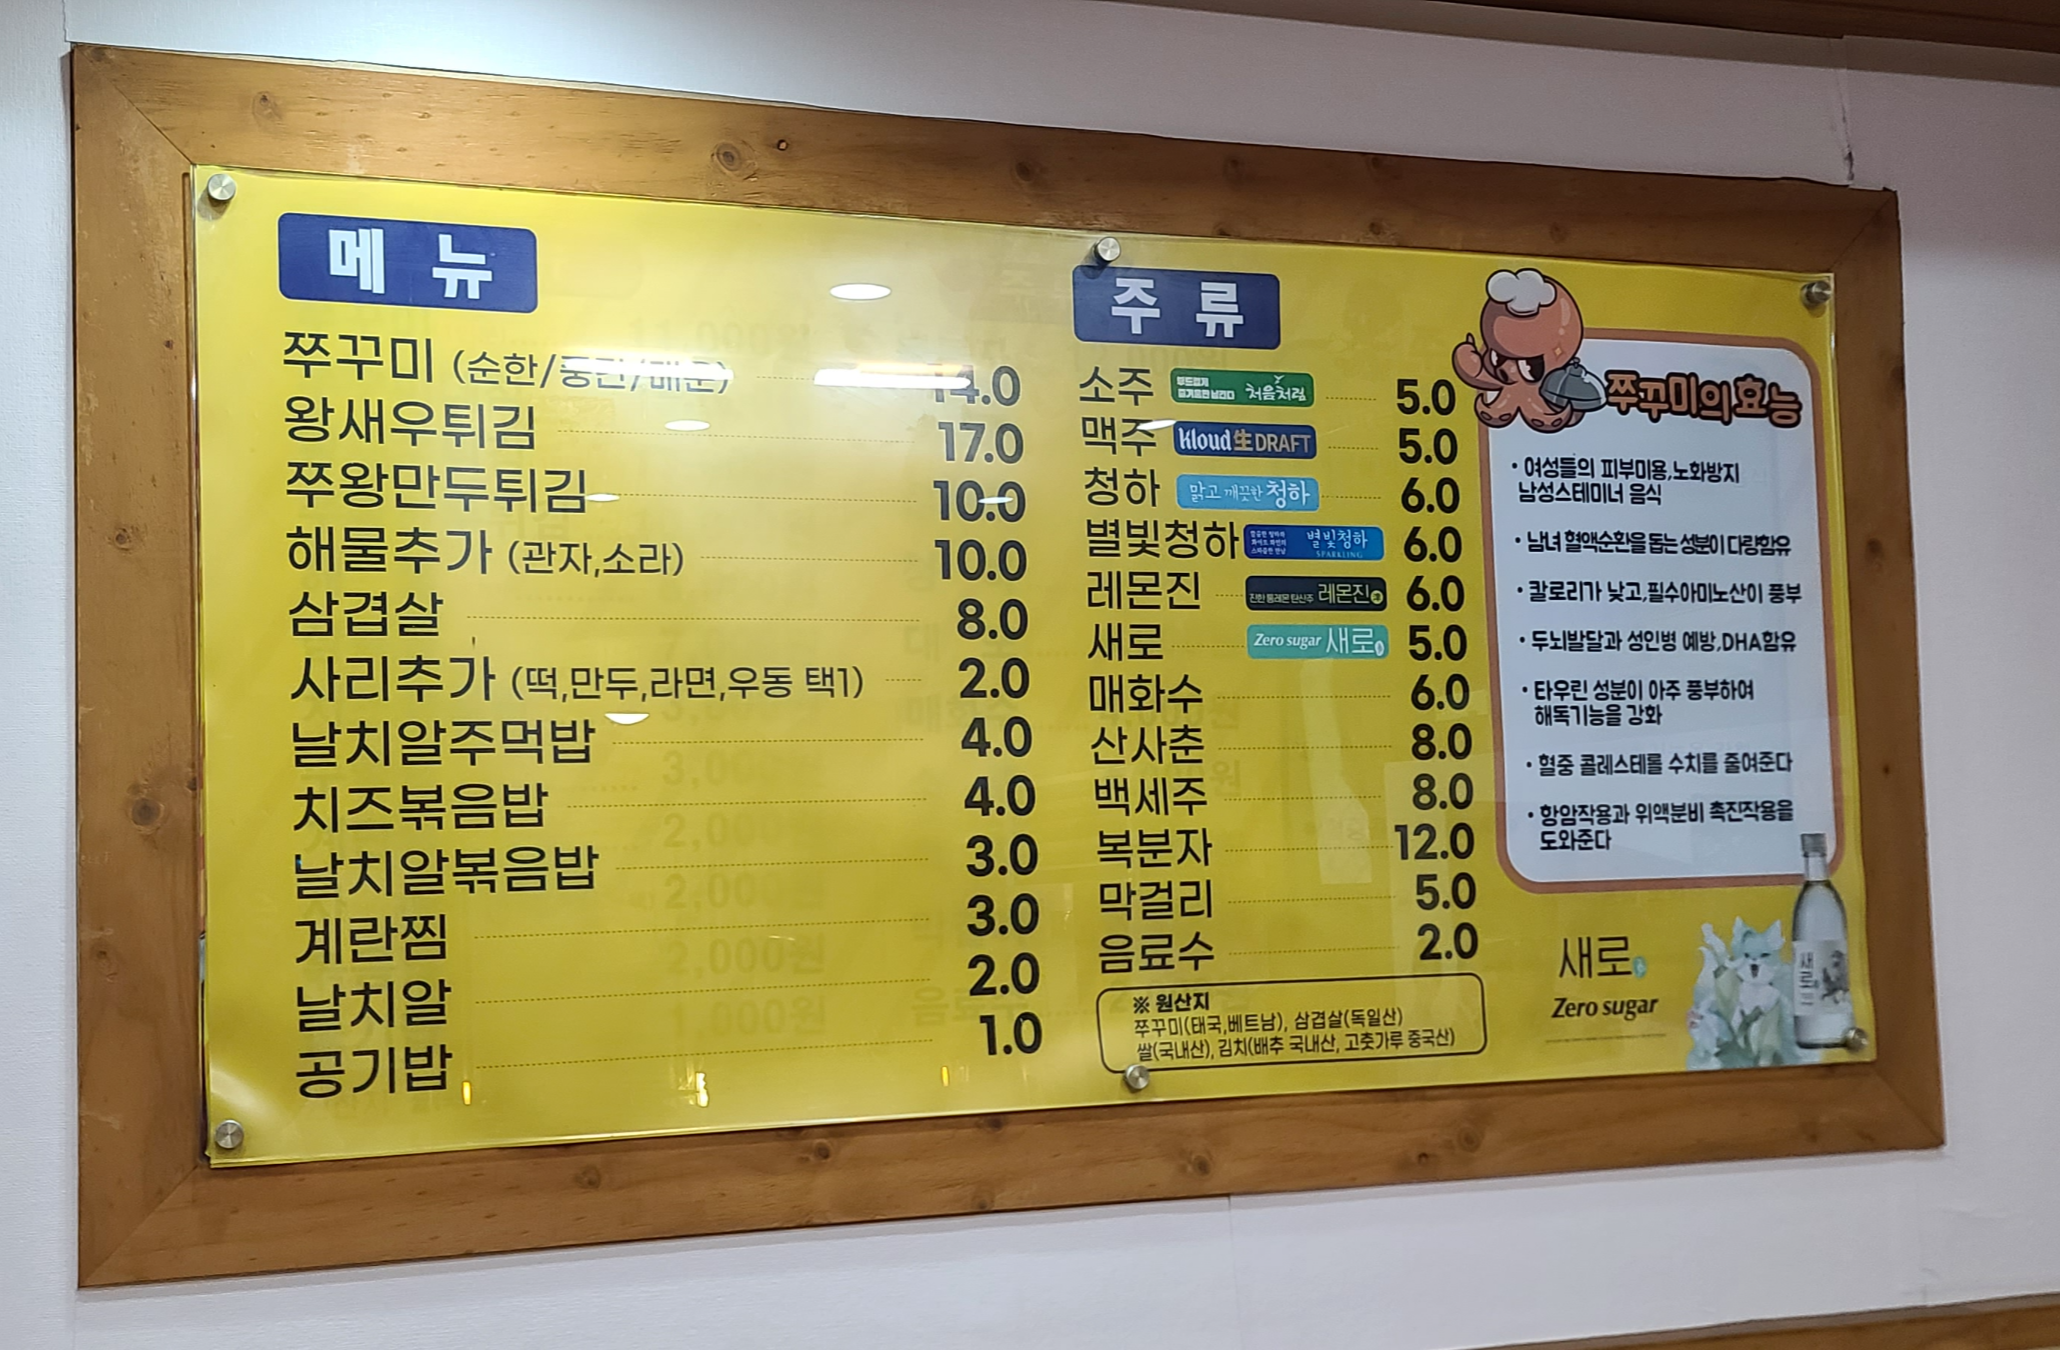 메 뉴
쭈꾸미 (순한/중간/매운) 14.0
왕새우튀김 17.0
쭈왕만두튀김 10.0
해물추가 (관자,소라) 10.0
삼겹살 8.0
사리추가 (떡,만두,라면,우동 택1) 2.0
날치알주먹밥 4.0
치즈볶음밥 4.0
날치알볶음밥 3.0
계란찜 3.0
날치알 2.0
공기밥 1.0
주 류
소주 처음처럼 5.0
맥주 kloud 生 DRAFT 5.0
청하 맑고 깨끗한 청하 6.0
별빛청하 별빛청하 SPARKLING 6.0
레몬진 진한 통레몬 탄산주 레몬진 6.0
새로 Zero sugar 새로 5.0
매화수 6.0
산사춘 8.0
백세주 8.0
복분자 12.0
막걸리 5.0
음료수 2.0
※ 원산지
쭈꾸미(태국,베트남), 삼겹살(독일산)
쌀(국내산), 김치(배추 국내산, 고춧가루 중국산)
쭈꾸미의 효능
• 여성들의 피부미용,노화방지
남성스테미너 음식
• 남녀 혈액순환을 돕는 성분이 다량함유
• 칼로리가 낮고,필수아미노산이 풍부
• 두뇌발달과 성인병 예방,DHA함유
• 타우린 성분이 아주 풍부하여
해독기능을 강화
• 혈중 콜레스테롤 수치를 줄여준다
• 항암작용과 위액분비 촉진작용을
도와준다
새로
Zero sugar
새로